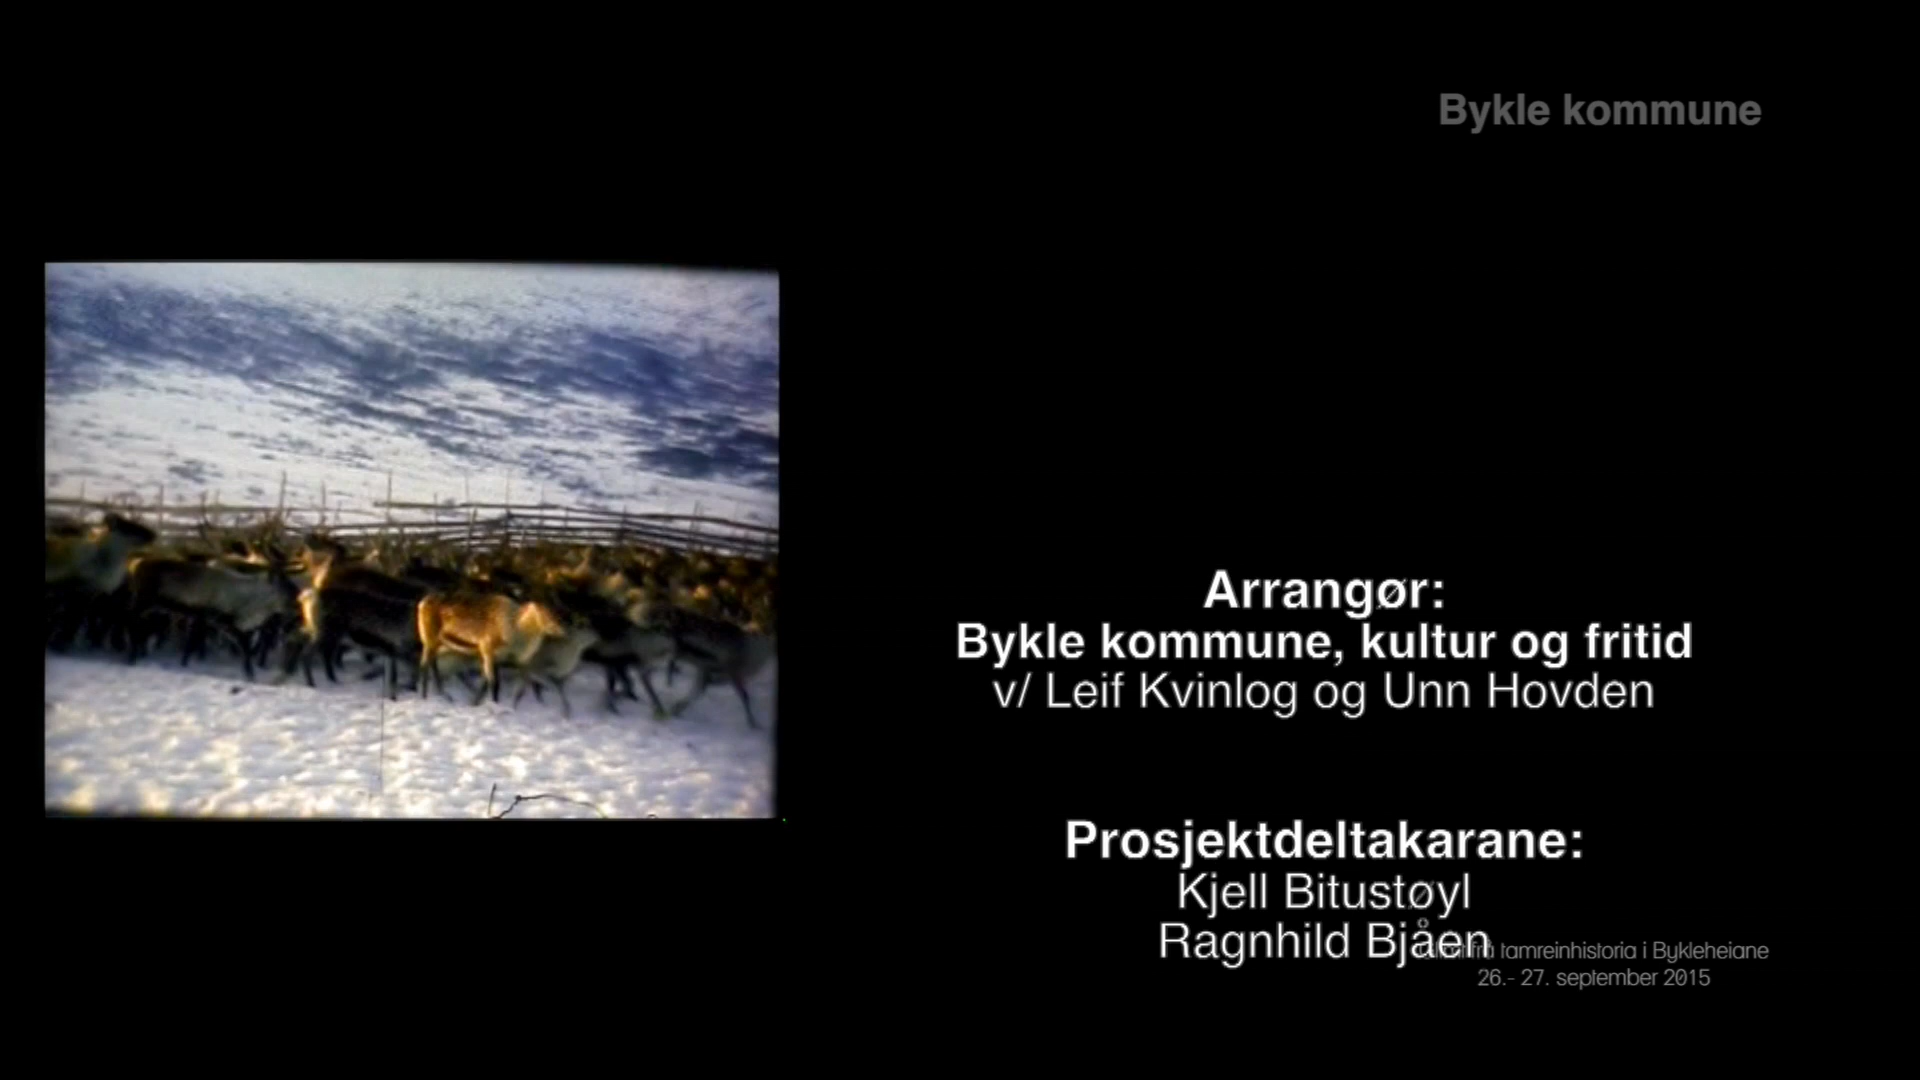 Bykle kommune
Arrangør:
Bykle kommune, kultur og fritid
v/ Leif Kvinlog og Unn Hovden
Prosjektdeltakarane:
Kjell Bitustøyl
Ragnhild Bjåen
frå tamreinhistoria i Bykleheiane
26.- 27. september 2015